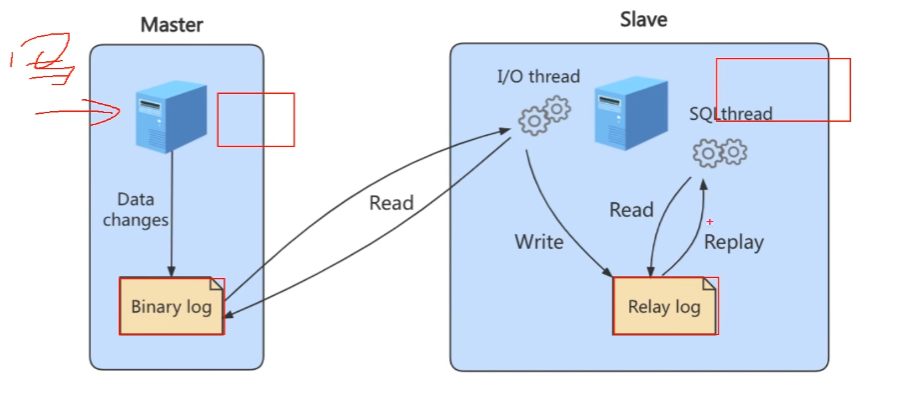 Master
Slave
I/O thread
SQLthread
Data
changes
Read
Write
Read
Replay
Binary log
Relay log